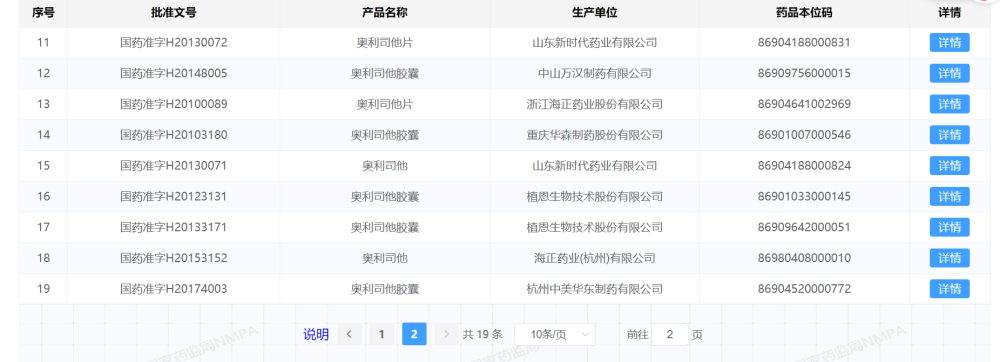 序号 批准文号 产品名称 生产单位 药品本位码 详情
11 国药准字H20130072 奥利司他片 山东新时代药业有限公司 86904188000831 详情
12 国药准字H20148005 奥利司他胶囊 中山万汉制药有限公司 86909756000015 详情
13 国药准字H20100089 奥利司他片 浙江海正药业股份有限公司 86904641002969 详情
14 国药准字H20103180 奥利司他胶囊 重庆华森制药股份有限公司 86901007000546 详情
15 国药准字H20130071 奥利司他 山东新时代药业有限公司 86904188000824 详情
16 国药准字H20123131 奥利司他胶囊 植恩生物技术股份有限公司 86901033000145 详情
17 国药准字H20133171 奥利司他胶囊 植恩生物技术股份有限公司 86909642000051 详情
18 国药准字H20153152 奥利司他 海正药业(杭州)有限公司 86980408000010 详情
19 国药准字H20174003 奥利司他胶囊 杭州中美华东制药有限公司 86904520000772 详情
说明 < 1 2 > 共 19 条 10条/页 前往 2 页
药监局NMPA